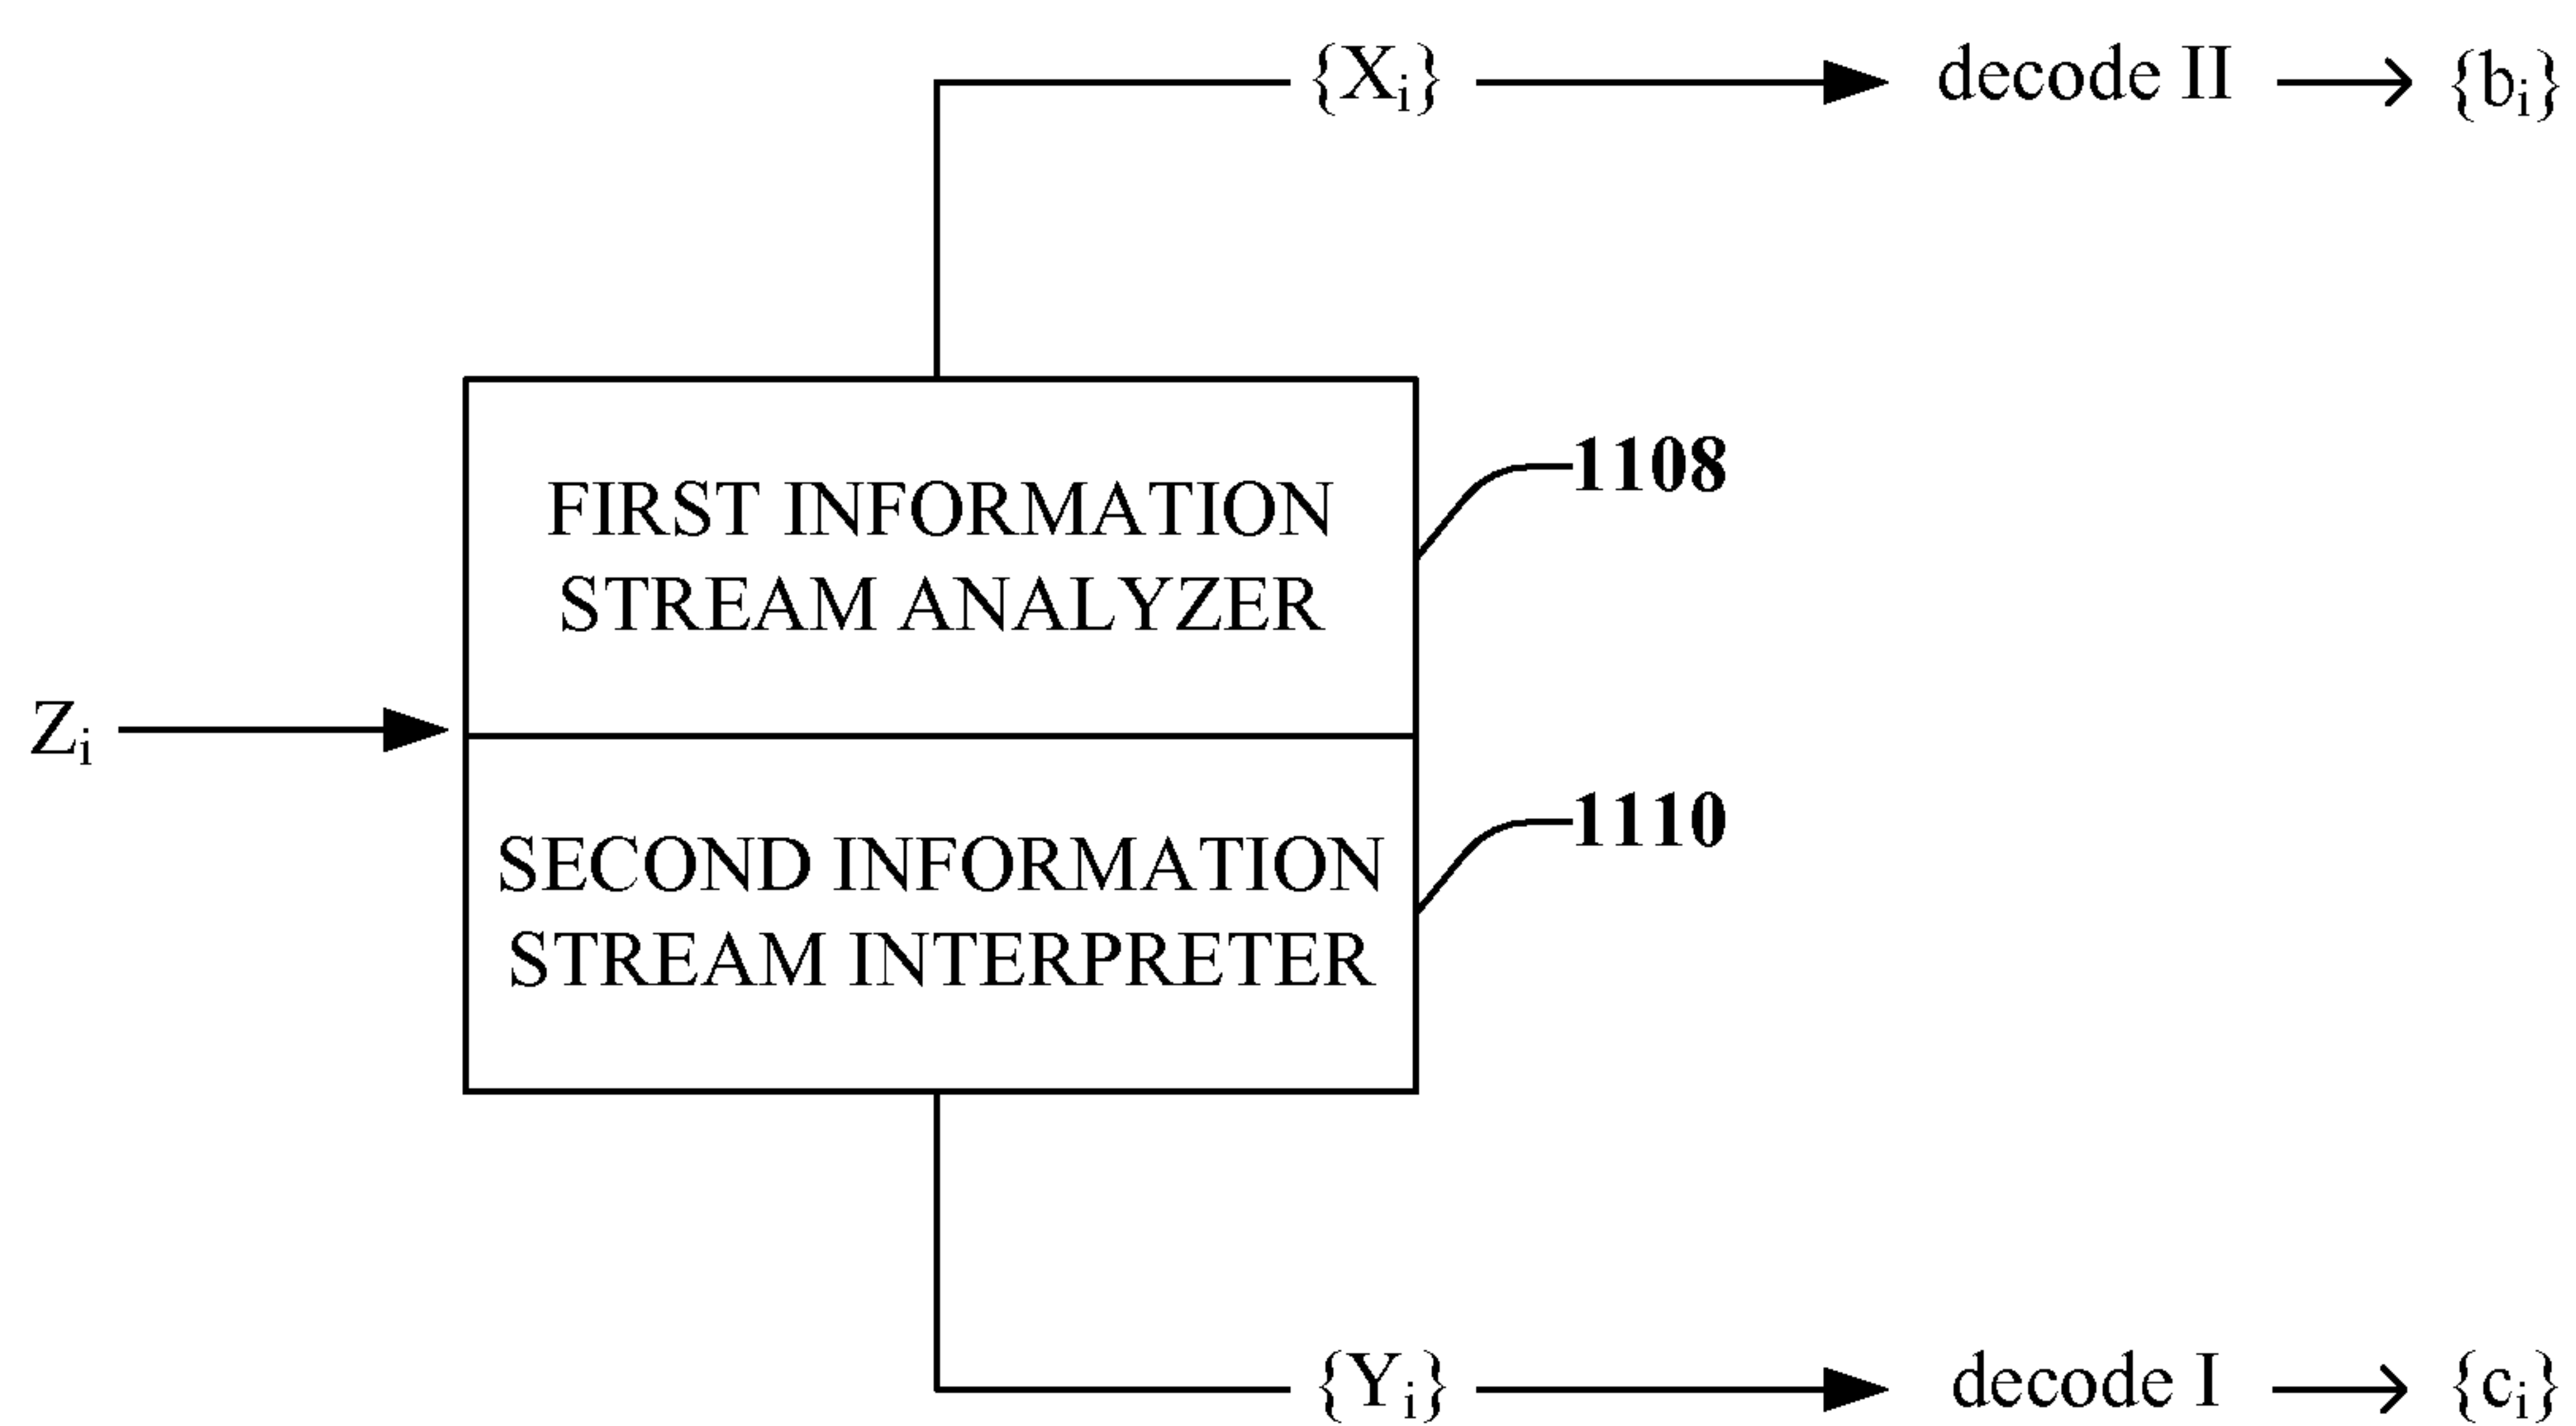 {Xi} decode II {bi}
FIRST INFORMATION
STREAM ANALYZER
1108
Zi
SECOND INFORMATION
STREAM INTERPRETER
1110
{Yi} decode I {ci}